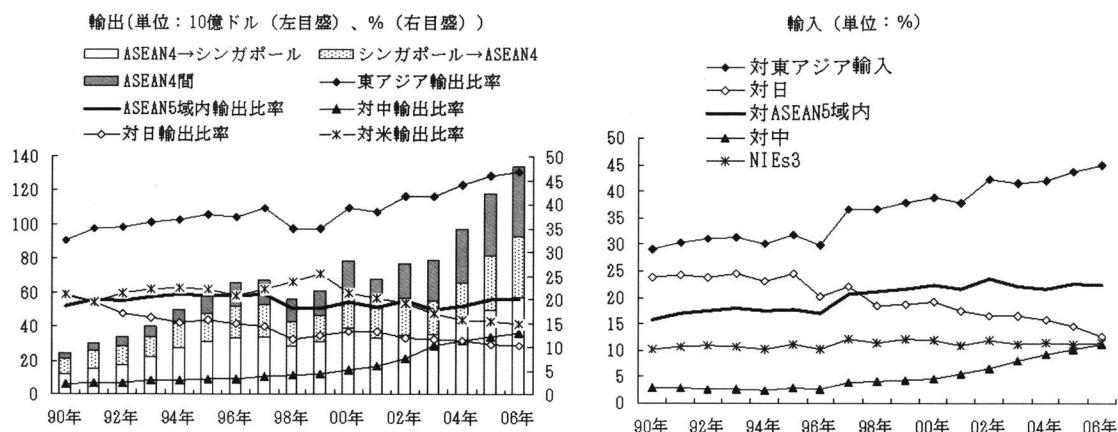 輸出(単位：10億ドル（左目盛）、%（右目盛）)
ASEAN4→シンガポール
シンガポール→ASEAN4
ASEAN4間
東アジア輸出比率
ASEAN5域内輸出比率
対中輸出比率
対日輸出比率
対米輸出比率
140
120
100
80
60
40
20
0
50
45
40
35
30
25
20
15
10
5
0
90年 92年 94年 96年 98年 00年 02年 04年 06年
輸入（単位：%）
対東アジア輸入
対日
対ASEAN5域内
対中
NIEs3
50
45
40
35
30
25
20
15
10
5
0
90年 92年 94年 96年 98年 00年 02年 04年 06年